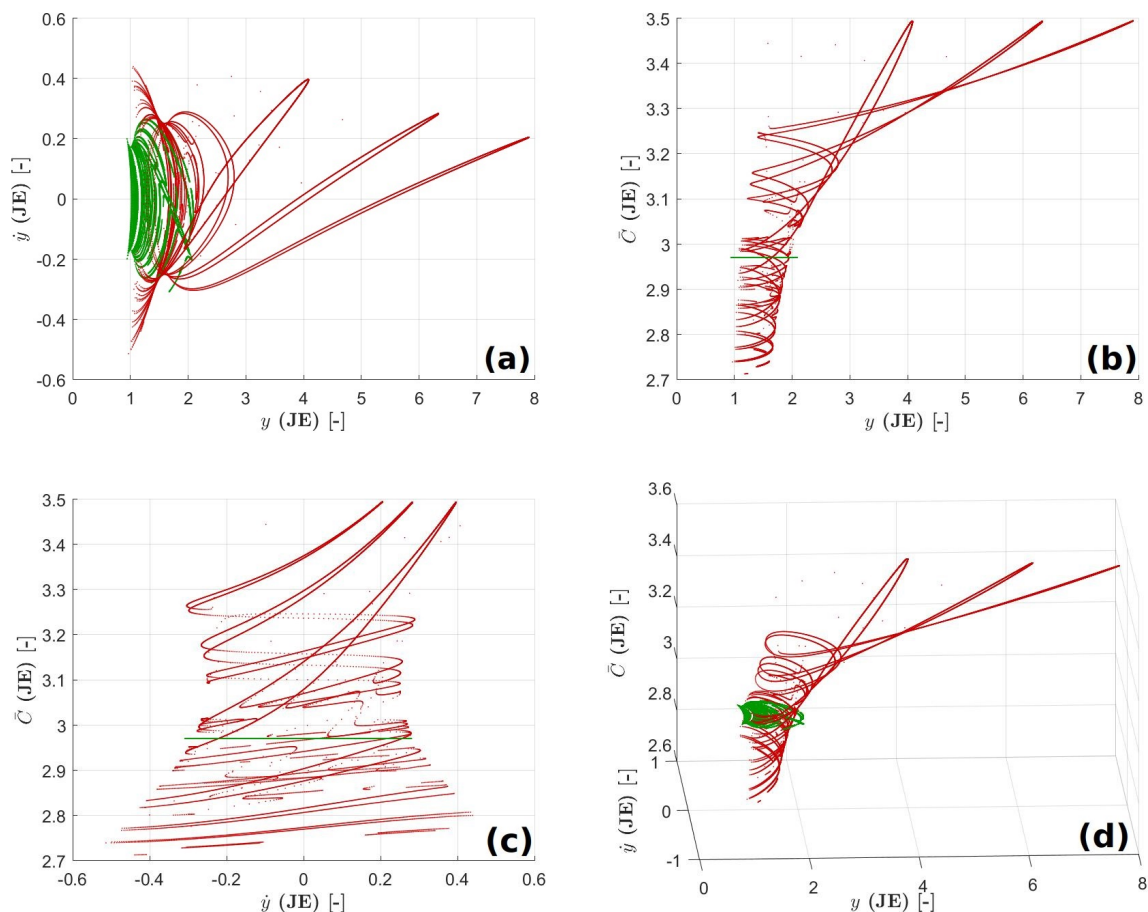 0.6
0.4
0.2
0
-0.2
-0.4
-0.6
ẏ (JE) [-]
0 1 2 3 4 5 6 7 8
y (JE) [-]
(a)
3.5
3.4
3.3
3.2
3.1
3
2.9
2.8
2.7
C̄ (JE) [-]
0 1 2 3 4 5 6 7 8
y (JE) [-]
(b)
3.5
3.4
3.3
3.2
3.1
3
2.9
2.8
2.7
C̄ (JE) [-]
-0.6 -0.4 -0.2 0 0.2 0.4 0.6
ẏ (JE) [-]
(c)
3.6
3.4
3.2
3
2.8
2.6
C̄ (JE) [-]
1
0
-1
ẏ (JE) [-]
0 2 4 6 8
y (JE) [-]
(d)